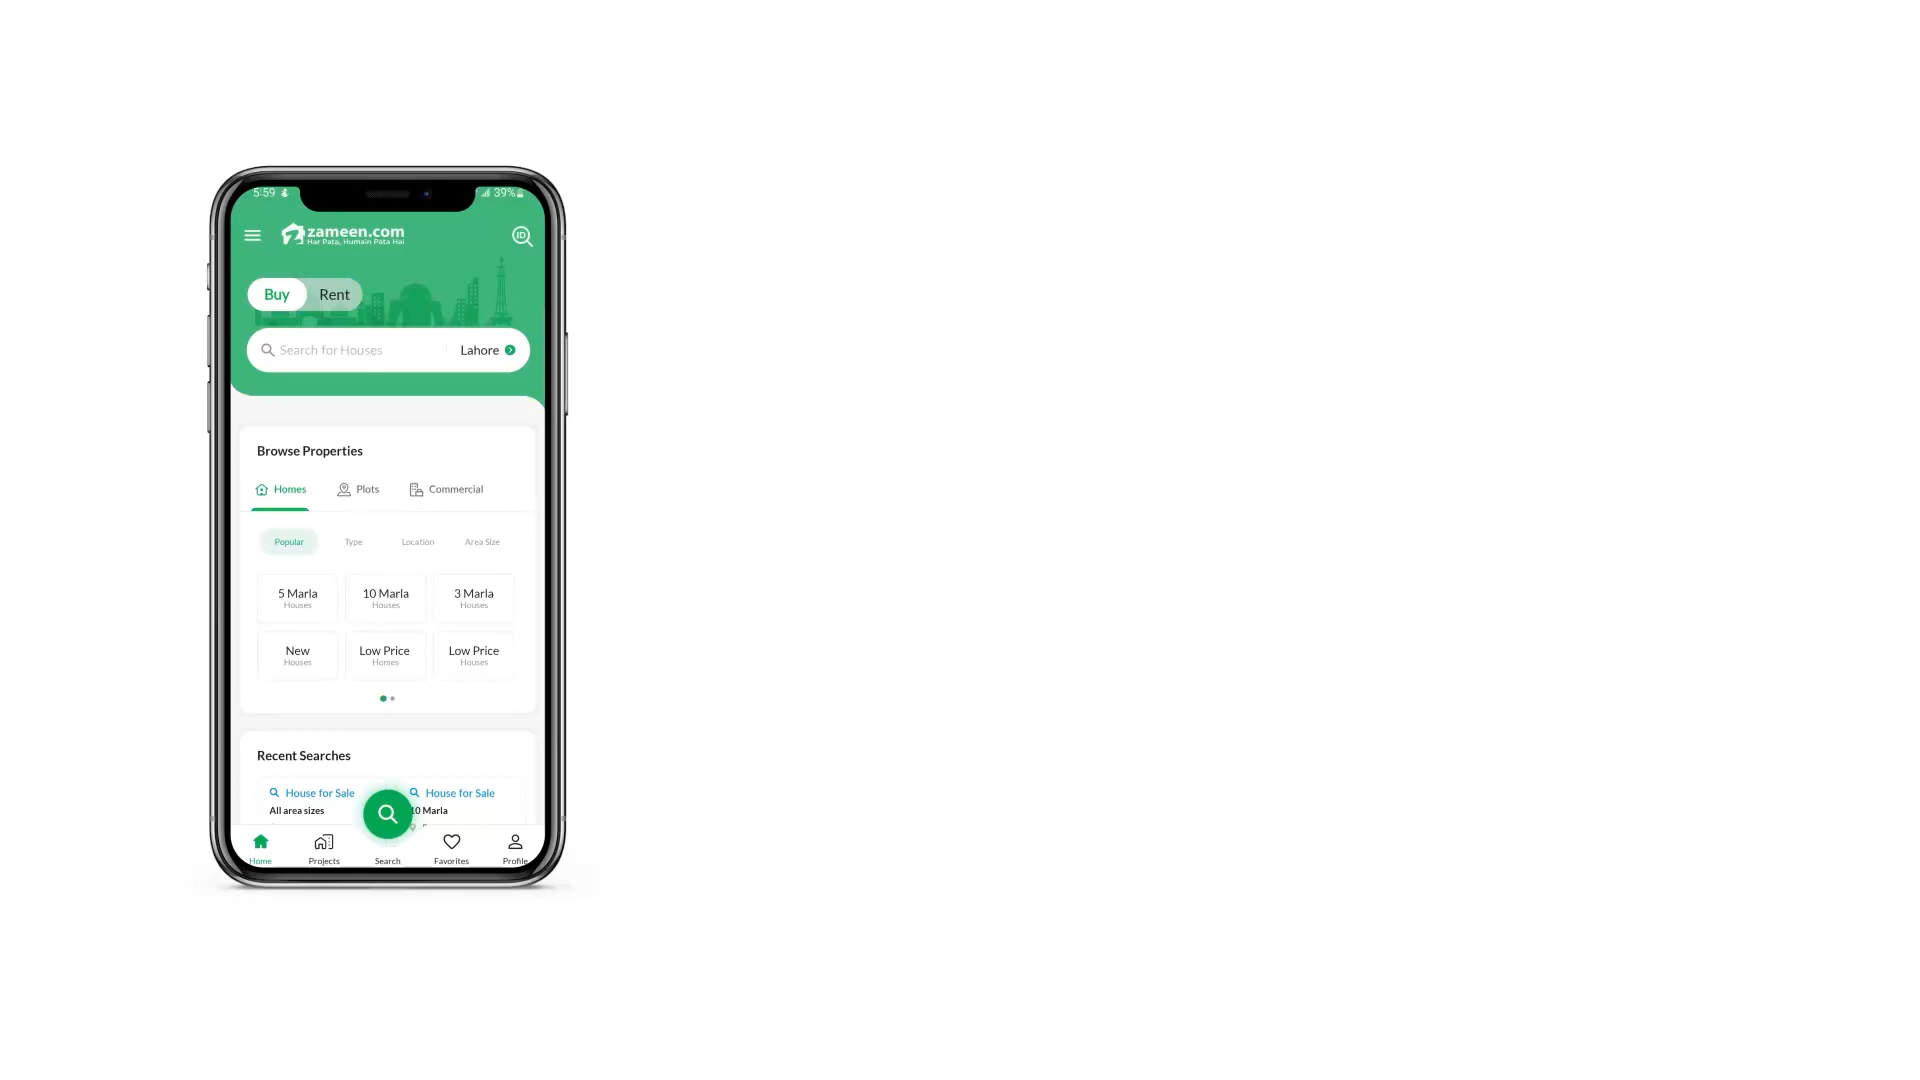 5:59
39%
zameen.com
Har Pata, Humain Pata Hai
ID
Buy Rent
Search for Houses Lahore
Browse Properties
Homes Plots Commercial
Popular Type Location Area Size
5 Marla 10 Marla 3 Marla
Houses Houses Houses
New Low Price Low Price
Houses Homes Houses
Recent Searches
House for Sale House for Sale
All area sizes 10 Marla
Home Projects Search Favorites Profile